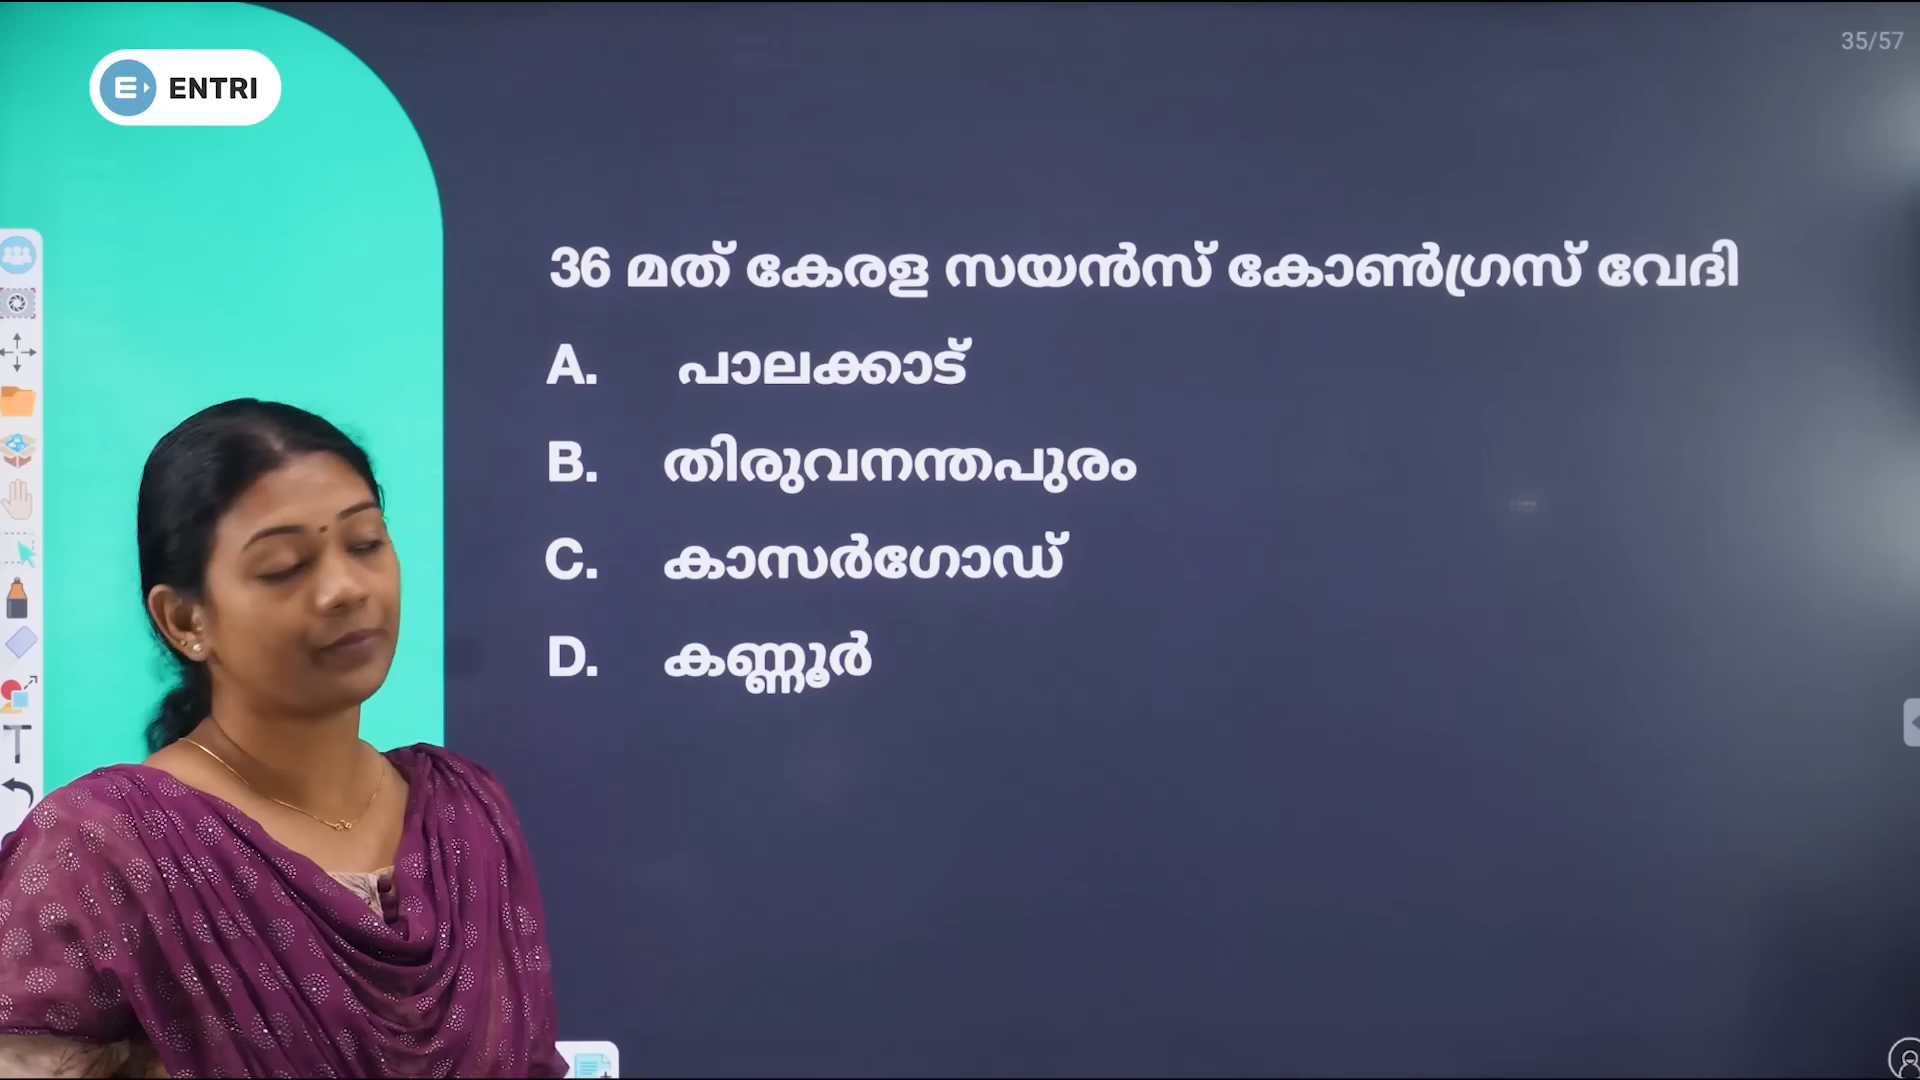 ENTRI
35/57
36 മത് കേരള സയൻസ് കോൺഗ്രസ് വേദി
A. പാലക്കാട്
B. തിരുവനന്തപുരം
C. കാസർഗോഡ്
D. കണ്ണൂർ